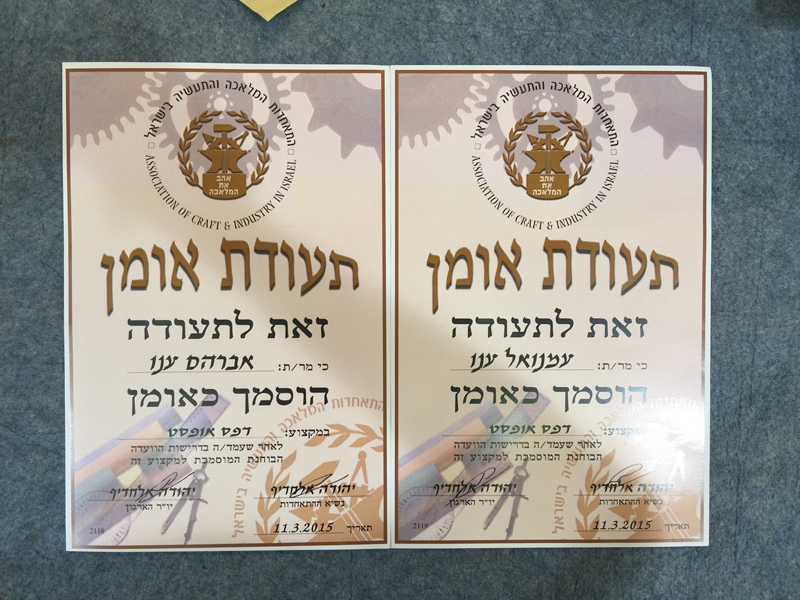 התאחדות המלאכה והתעשיה בישראל
ASSOCIATION OF CRAFT & INDUSTRY IN ISRAEL
אהב
את
המלאכה
תעודת אומן
זאת לתעודה
כי מר/ת: אברהם ענו
הוסמך כאומן
במקצוע: דפס אופסט
לאחר שעמד/ה בדרישות הוועדה
הבוחנת המוסמכת למקצוע זה
יהודה אלחדיף
יהודה אלחדיף
נשיא ההתאחדות
יו"ר הארגון
תאריך 11.3.2015
2118
התאחדות המלאכה והתעשיה בישראל
ASSOCIATION OF CRAFT & INDUSTRY IN ISRAEL
אהב
את
המלאכה
תעודת אומן
זאת לתעודה
כי מר/ת: עמנואל ענו
הוסמך כאומן
במקצוע: דפס אופסט
לאחר שעמד/ה בדרישות הוועדה
הבוחנת המוסמכת למקצוע זה
יהודה אלחדיף
יהודה אלחדיף
נשיא ההתאחדות
יו"ר הארגון
תאריך 11.3.2015
2119